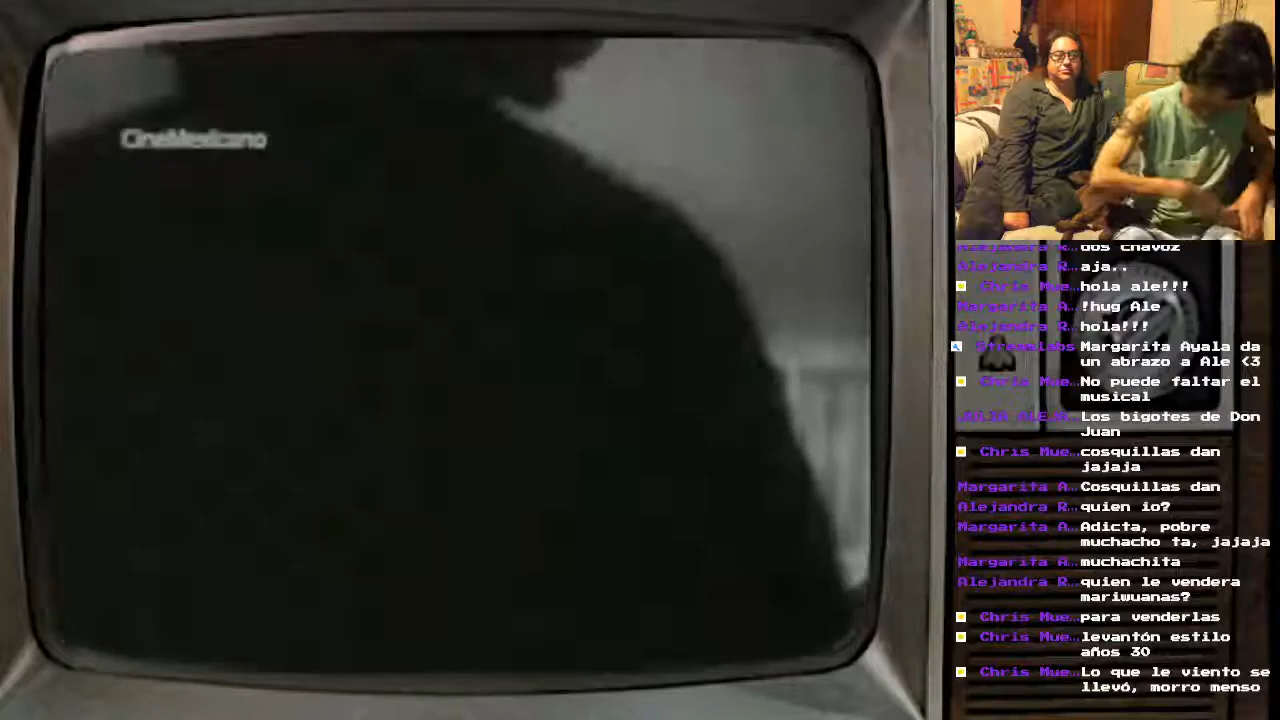 CineMexicano
dos chavoz
Alejandra R… aja..
Chris Mue… hola ale!!!
Margarita A… !hug Ale
Alejandra R… hola!!!
Streamlabs Margarita Ayala da
un abrazo a Ale <3
Chris Mue… No puede faltar el
musical
Los bigotes de Don
Juan
Chris Mue… cosquillas dan
jajaja
Margarita A… Cosquillas dan
Alejandra R… quien io?
Margarita A… Adicta, pobre
muchacho ta, jajaja
Margarita A… muchachita
Alejandra R… quien le vendera
mariwuanas?
Chris Mue… para venderlas
Chris Mue… levantón estilo
años 30
Chris Mue… Lo que le viento se
llevó, morro menso